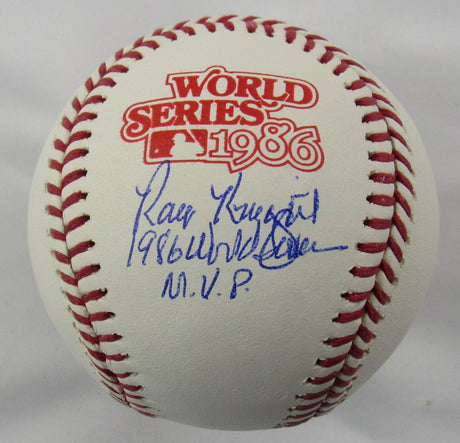 WORLD
SERIES
1986
Ray Knight
1986 World Series
M.V.P.